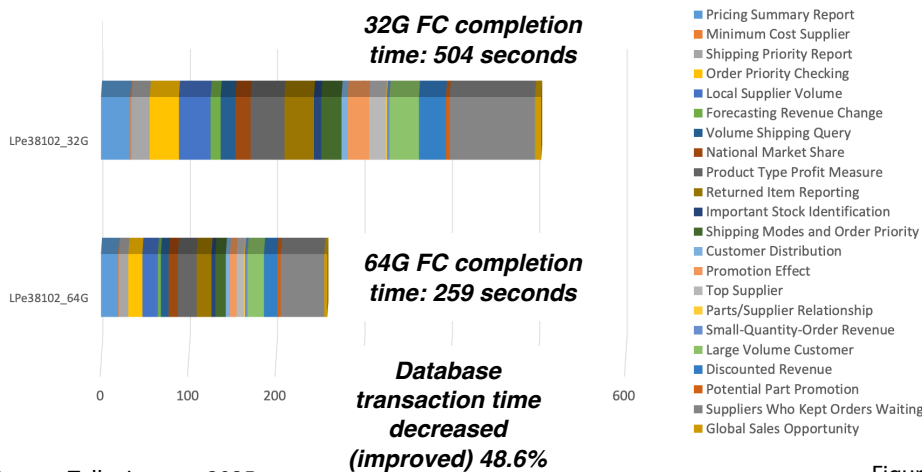 32G FC completion
time: 504 seconds
LPe38102_32G
64G FC completion
time: 259 seconds
LPe38102_64G
0
100
200
600
Database
transaction time
decreased
(improved) 48.6%
Pricing Summary Report
Minimum Cost Supplier
Shipping Priority Report
Order Priority Checking
Local Supplier Volume
Forecasting Revenue Change
Volume Shipping Query
National Market Share
Product Type Profit Measure
Returned Item Reporting
Important Stock Identification
Shipping Modes and Order Priority
Customer Distribution
Promotion Effect
Top Supplier
Parts/Supplier Relationship
Small-Quantity-Order Revenue
Large Volume Customer
Discounted Revenue
Potential Part Promotion
Suppliers Who Kept Orders Waiting
Global Sales Opportunity